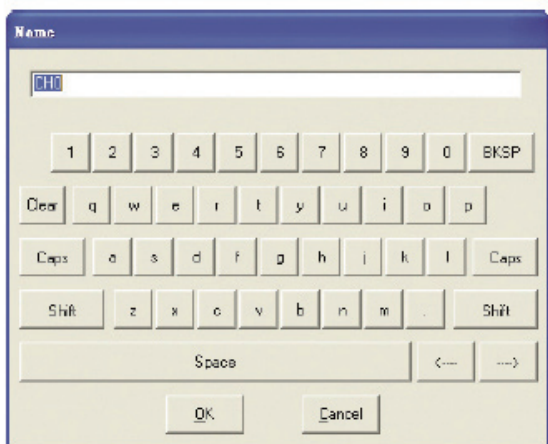 Name
CH0
1 2 3 4 5 6 7 8 9 0 BKSP
Clear q w e r t y u i o p
Caps a s d f g h j k l Caps
Shift z x c v b n m . Shift
Space <--- --->
OK Cancel